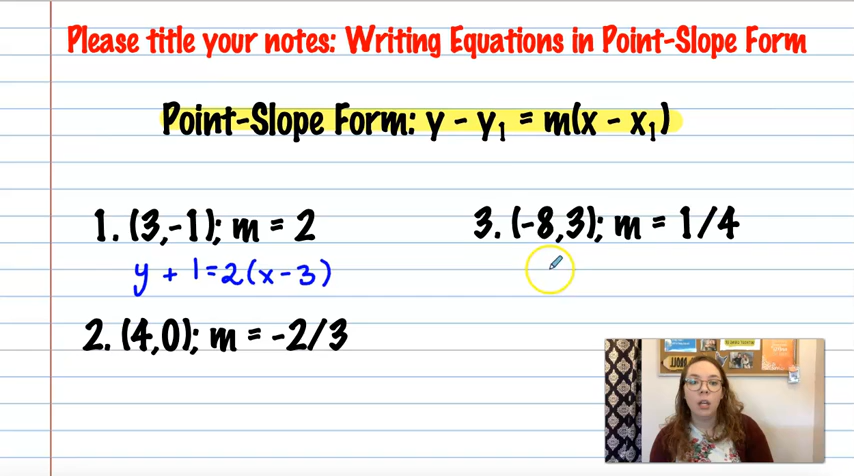 Please title your notes: Writing Equations in Point-Slope Form
Point-Slope Form: y - y₁ = m(x - x₁)
1. (3,-1); m = 2
y + 1 = 2(x - 3)
2. (4,0); m = -2/3
3. (-8,3); m = 1/4